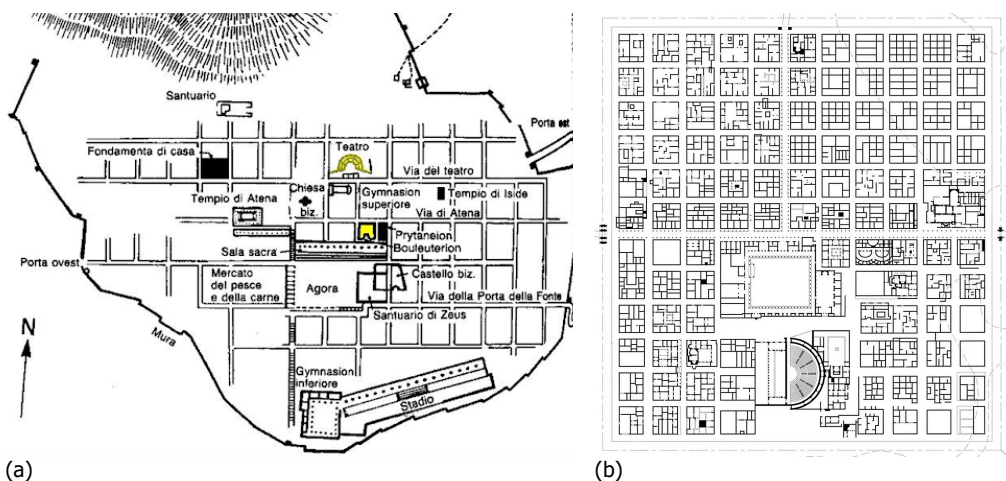 Santuario
Porta est
Fondamenta di casa
Teatro
Via del teatro
Chiesa
biz.
Gymnasion
superiore
Tempio di Iside
Tempio di Atena
Via di Atena
Sala sacra
Prytaneion
Bouleuterion
Porta ovest
Mercato
del pesce
e della carne
Agora
Castello biz.
Via della Porta della Fonte
Santuario di Zeus
N
Mura
Gymnasion
inferiore
Stadio
(a)
(b)